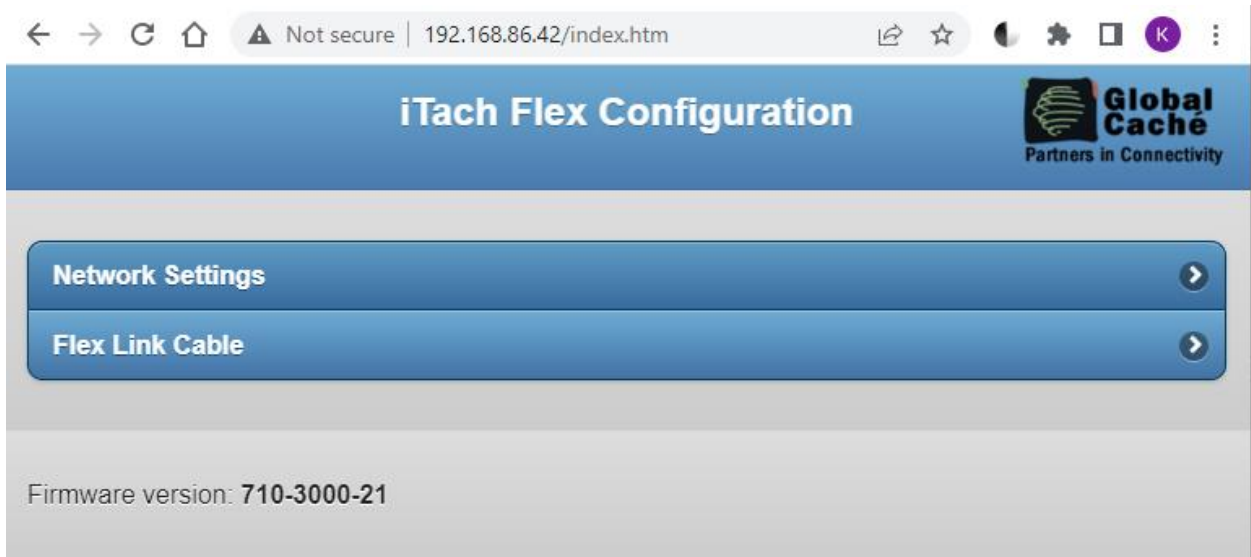 Not secure | 192.168.86.42/index.htm
K
iTach Flex Configuration
Global
Caché
Partners in Connectivity
Network Settings
Flex Link Cable
Firmware version: 710-3000-21